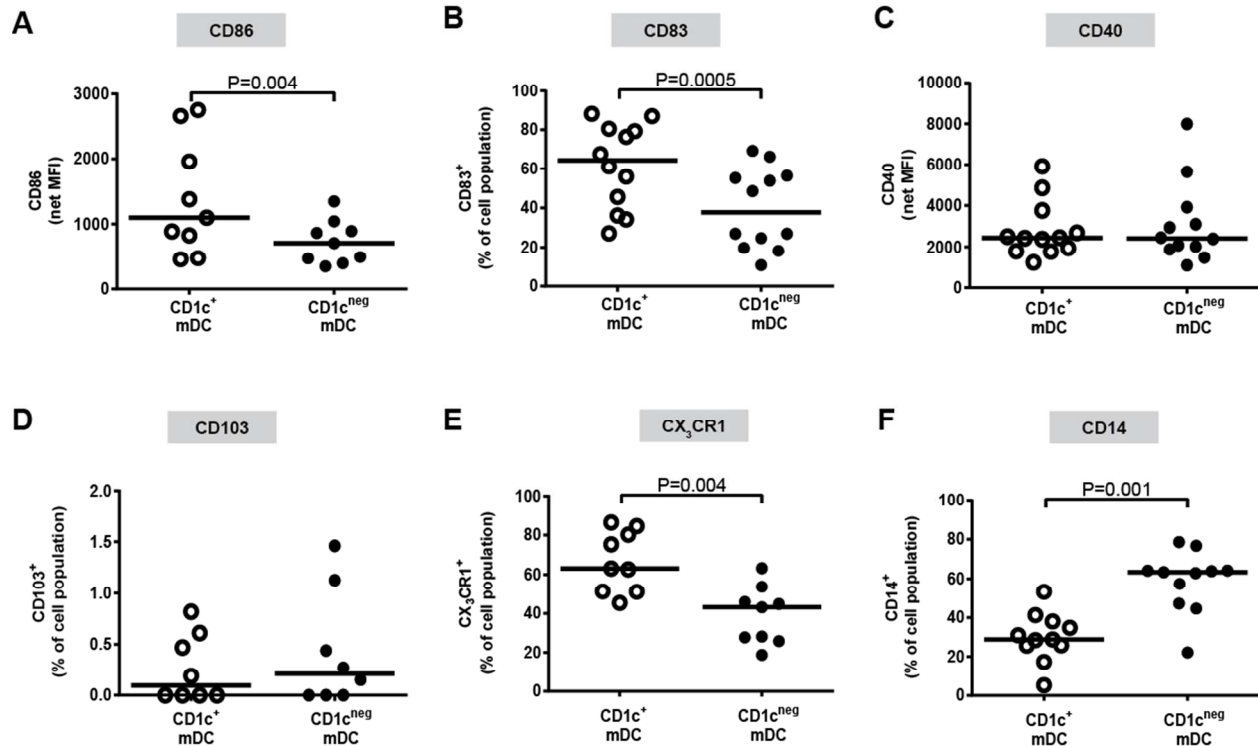 A
CD86
P=0.004
3000
2000
1000
0
CD86
(net MFI)
CD1c⁺
mDC
CD1cⁿᵉᵍ
mDC
B
CD83
P=0.0005
100
80
60
40
20
0
CD83⁺
(% of cell population)
CD1c⁺
mDC
CD1cⁿᵉᵍ
mDC
C
CD40
10000
8000
6000
4000
2000
0
CD40
(net MFI)
CD1c⁺
mDC
CD1cⁿᵉᵍ
mDC
D
CD103
2.0
1.5
1.0
0.5
0.0
CD103⁺
(% of cell population)
CD1c⁺
mDC
CD1cⁿᵉᵍ
mDC
E
CX₃CR1
P=0.004
100
80
60
40
20
0
CX₃CR1⁺
(% of cell population)
CD1c⁺
mDC
CD1cⁿᵉᵍ
mDC
F
CD14
P=0.001
100
80
60
40
20
0
CD14⁺
(% of cell population)
CD1c⁺
mDC
CD1cⁿᵉᵍ
mDC